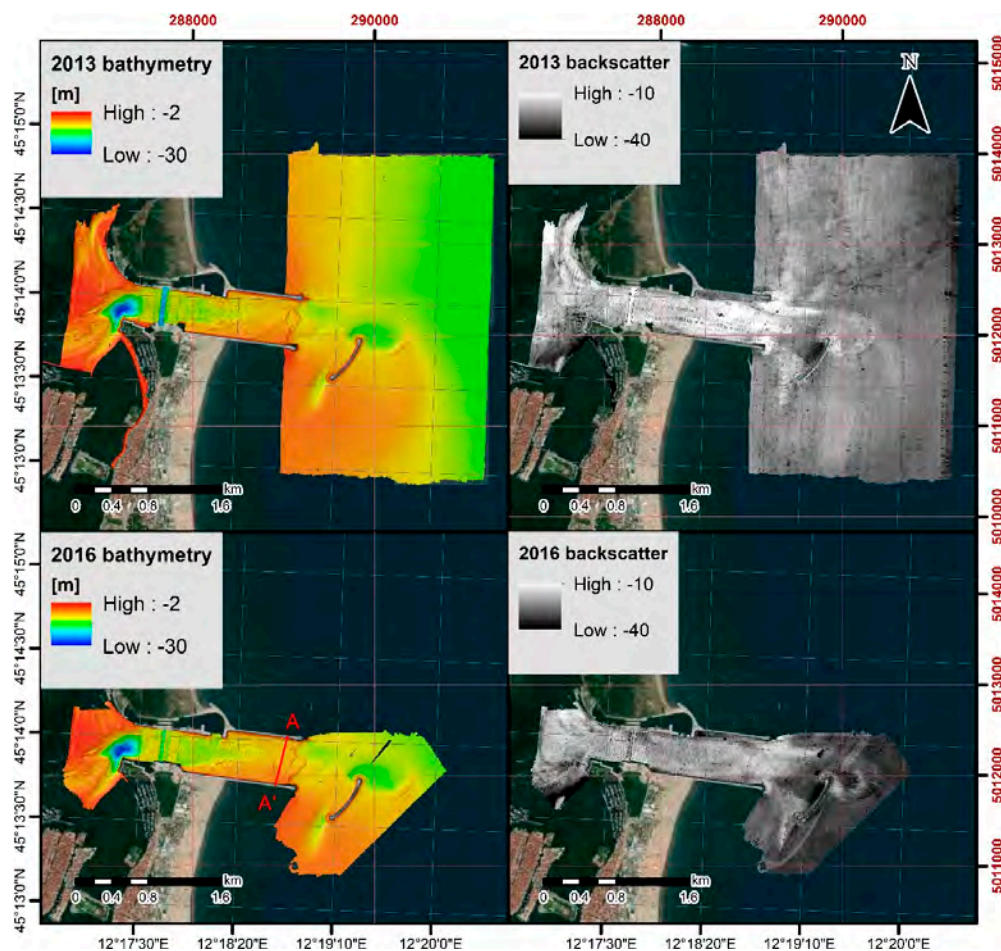 288000 290000 288000 290000
2013 bathymetry
[m]
High : -2
Low : -30
2013 backscatter
High : -10
Low : -40
N
45°15'0"N
45°14'30"N
45°14'0"N
45°13'30"N
45°13'0"N
5015000
5014000
5013000
5012000
5011000
5010000
km
0 0.4 0.8 1.6
km
0 0.4 0.8 1.6
2016 bathymetry
[m]
High : -2
Low : -30
2016 backscatter
High : -10
Low : -40
A
A'
45°15'0"N
45°14'30"N
45°14'0"N
45°13'30"N
45°13'0"N
5014000
5013000
5012000
5011000
km
0 0.4 0.8 1.6
km
0 0.4 0.8 1.6
12°17'30"E 12°18'20"E 12°19'10"E 12°20'0"E 12°17'30"E 12°18'20"E 12°19'10"E 12°20'0"E